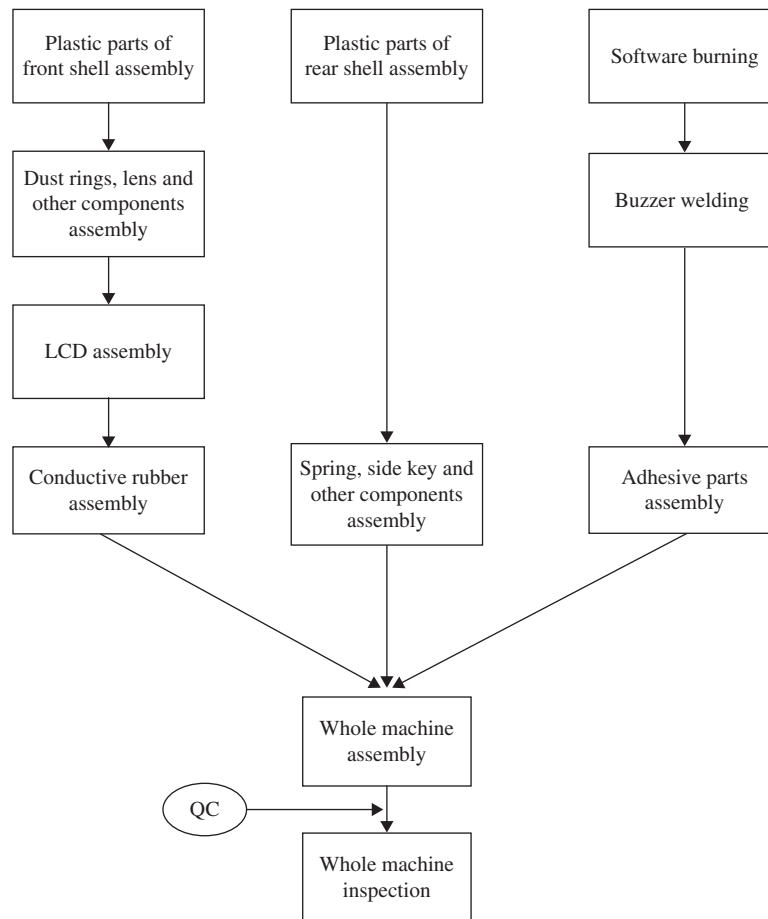 Plastic parts of
front shell assembly
Plastic parts of
rear shell assembly
Software burning
Dust rings, lens and
other components
assembly
Buzzer welding
LCD assembly
Conductive rubber
assembly
Spring, side key and
other components
assembly
Adhesive parts
assembly
Whole machine
assembly
QC
Whole machine
inspection